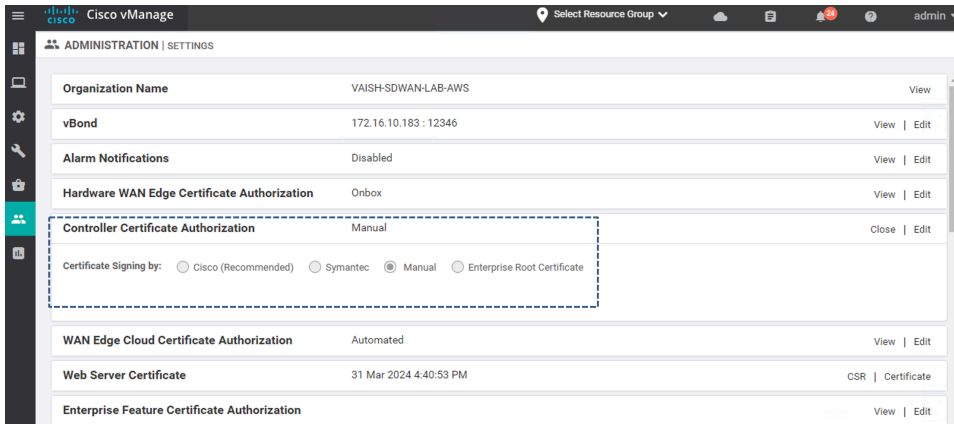 cisco Cisco vManage Select Resource Group 24 admin
ADMINISTRATION | SETTINGS
Organization Name VAISH-SDWAN-LAB-AWS View
vBond 172.16.10.183 : 12346 View | Edit
Alarm Notifications Disabled View | Edit
Hardware WAN Edge Certificate Authorization Onbox View | Edit
Controller Certificate Authorization Manual Close | Edit
Certificate Signing by: Cisco (Recommended) Symantec Manual Enterprise Root Certificate
WAN Edge Cloud Certificate Authorization Automated View | Edit
Web Server Certificate 31 Mar 2024 4:40:53 PM CSR | Certificate
Enterprise Feature Certificate Authorization View | Edit